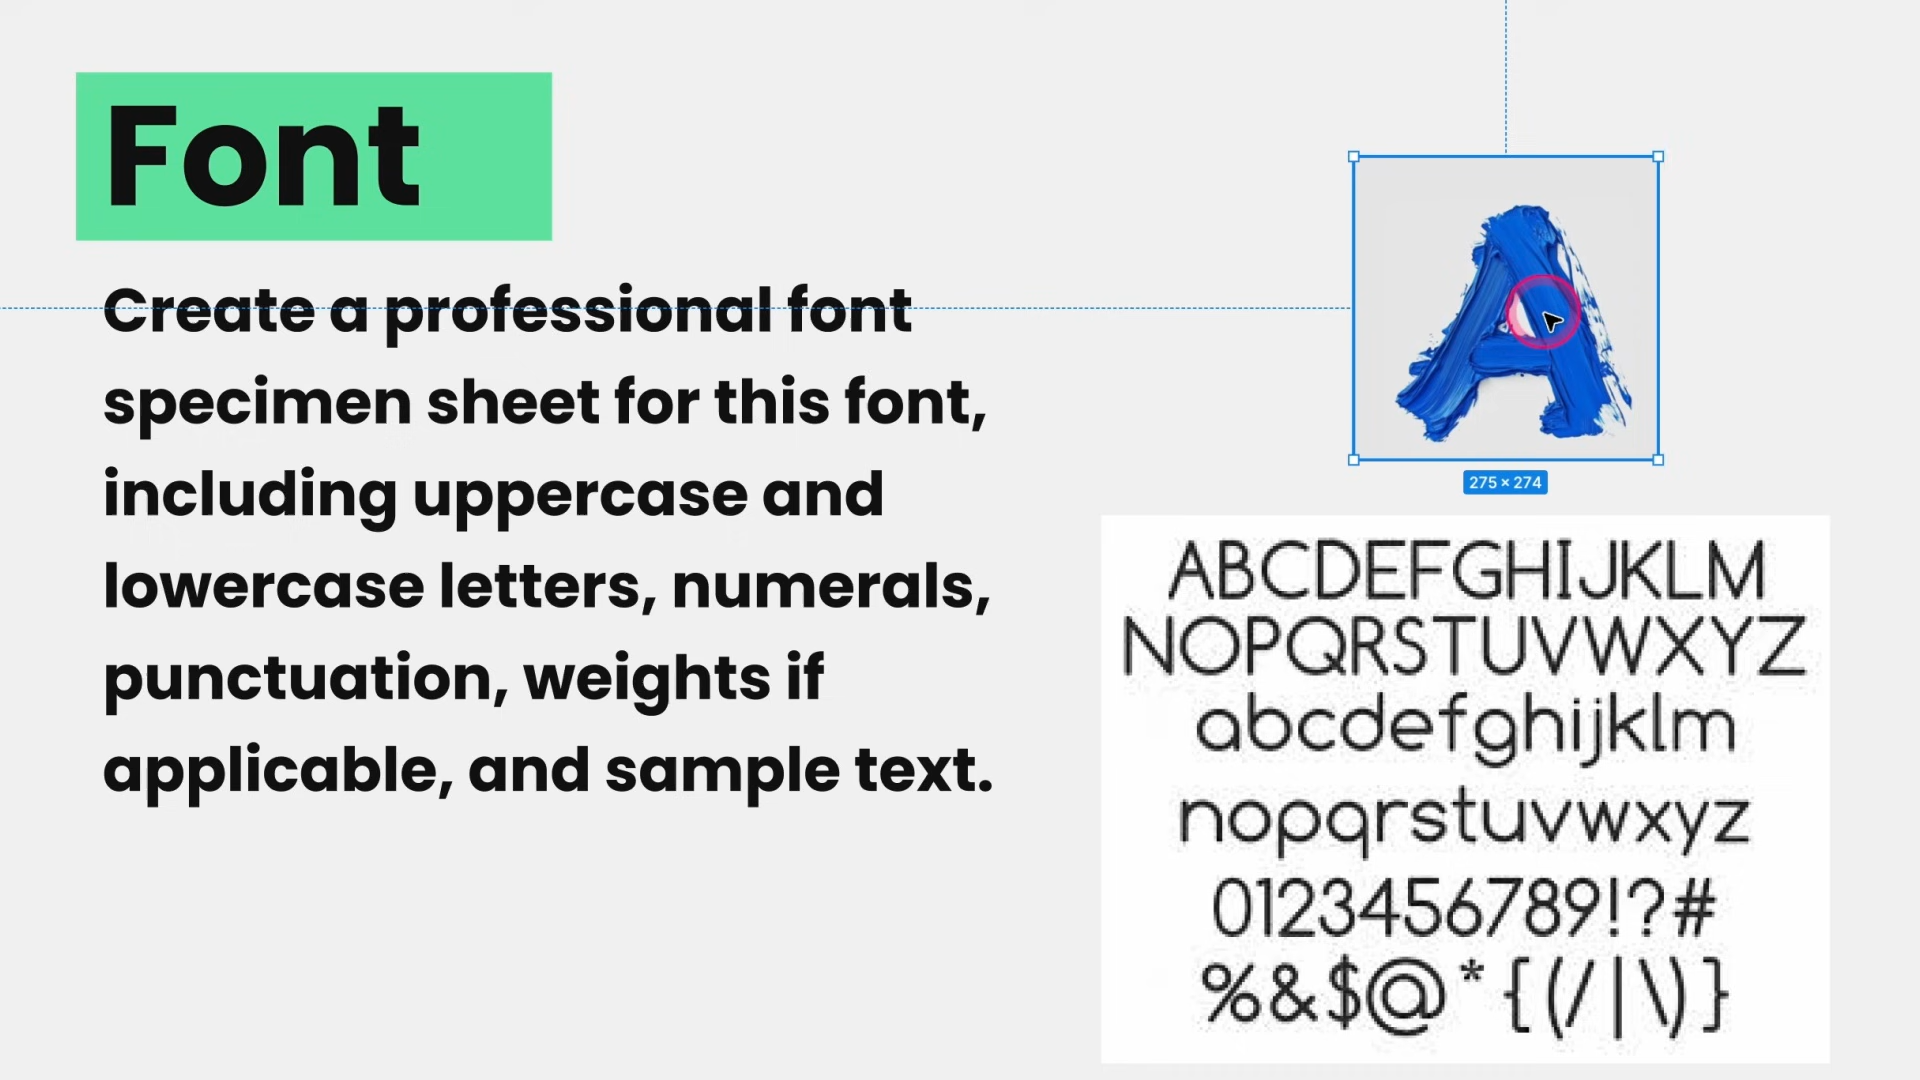 Font
Create a professional font
specimen sheet for this font,
including uppercase and
lowercase letters, numerals,
punctuation, weights if
applicable, and sample text.
A
275 × 274
ABCDEFGHIJKLM
NOPQRSTUVWXYZ
abcdefghijklm
nopqrstuvwxyz
0123456789!?#
%&$@*{(/|\)}